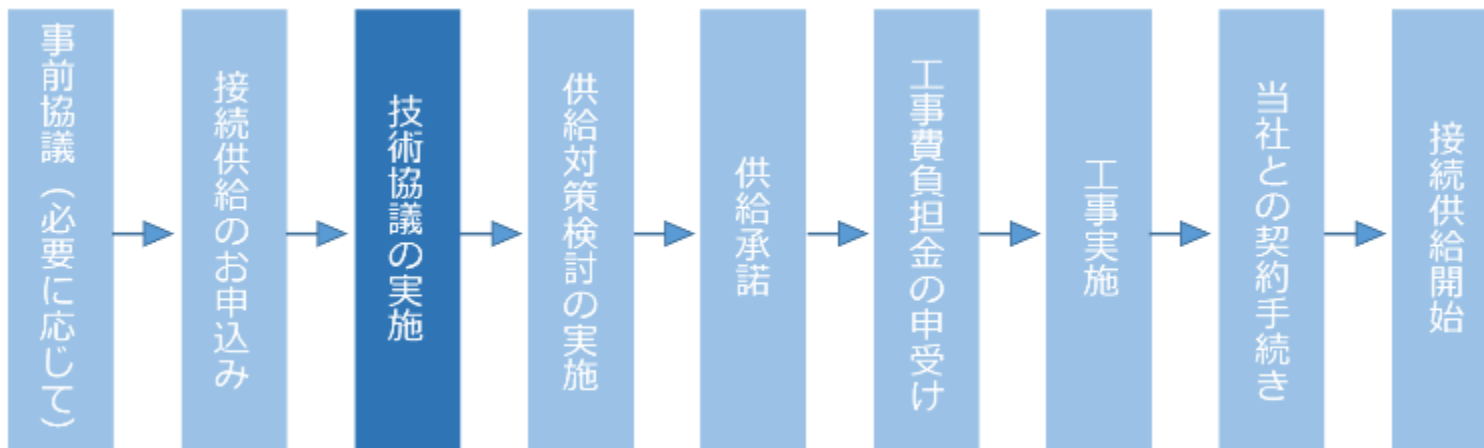 事前協議（必要に応じて）
接続供給のお申込み
技術協議の実施
供給対策検討の実施
供給承諾
工事費負担金の申受け
工事実施
当社との契約手続き
接続供給開始